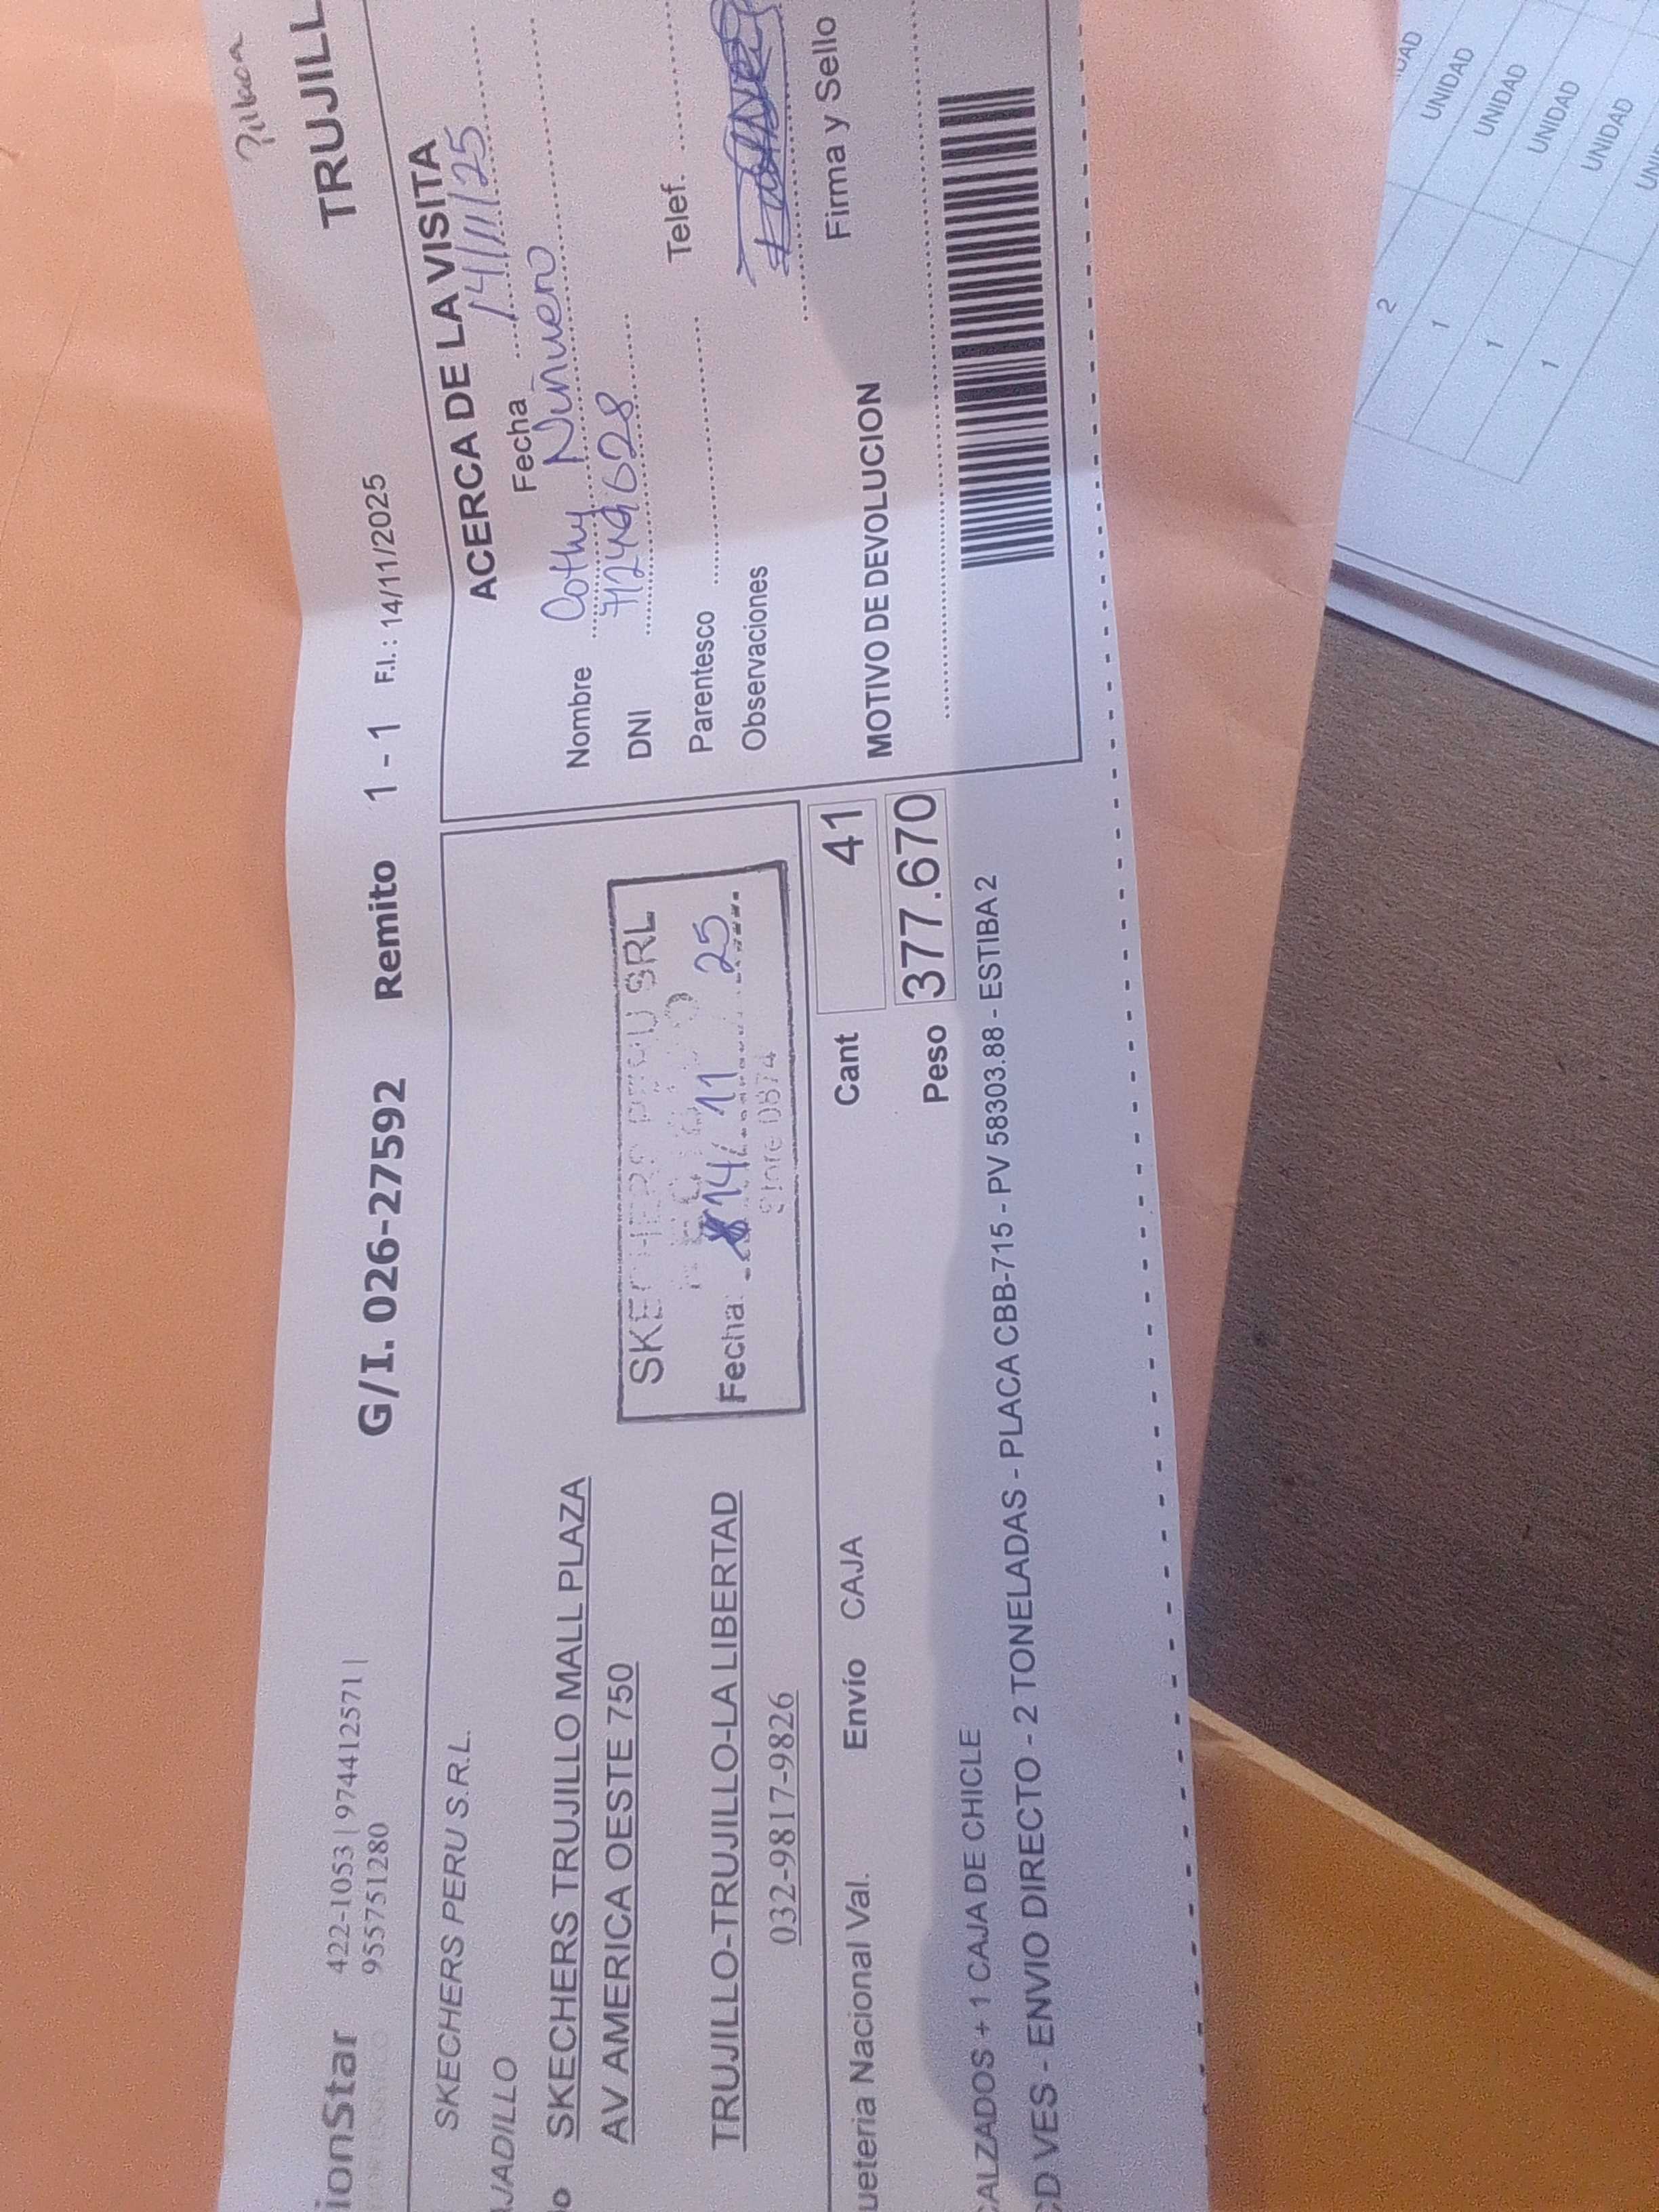 TRUJILL
ionStar 422-1053 | 974412571 |
955751280
G/I. 026-27592 Remito 1 - 1 F.I. : 14/11/2025
SKECHERS PERU S.R.L.
JADILLO
SKECHERS TRUJILLO MALL PLAZA
AV AMERICA OESTE 750
TRUJILLO-TRUJILLO-LA LIBERTAD
032-9817-9826
SKECHERS PERU SRL
Fecha: 14/11 25
Store 0874
ueteria Nacional Val. Envío CAJA Cant 41
Peso 377.670
CALZADOS + 1 CAJA DE CHICLE
CD VES - ENVIO DIRECTO - 2 TONELADAS - PLACA CBB-715 - PV 58303.88 - ESTIBA 2
ACERCA DE LA VISITA
Fecha 14/11/25
Nombre Cathy
DNI
Parentesco Telef.
Observaciones
Firma y Sello
MOTIVO DE DEVOLUCION
2 UNIDAD
1 UNIDAD
1 UNIDAD
1 UNIDAD